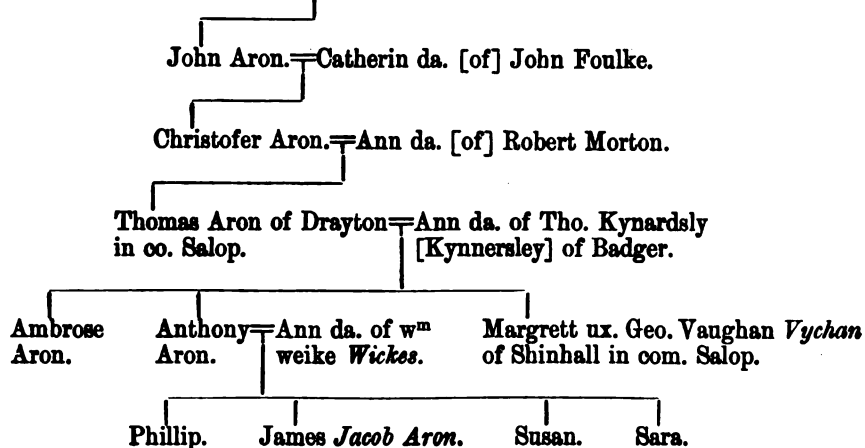 John Aron.=Catherin da. [of] John Foulke.
Christofer Aron.=Ann da. [of] Robert Morton.
Thomas Aron of Drayton=Ann da. of Tho. Kynardsly
in co. Salop. [Kynnersley] of Badger.
Ambrose Anthony=Ann da. of wᵐ Margrett ux. Geo. Vaughan Vychan
Aron. Aron. weike Wickes. of Shinhall in com. Salop.
Phillip. James Jacob Aron. Susan. Sara.